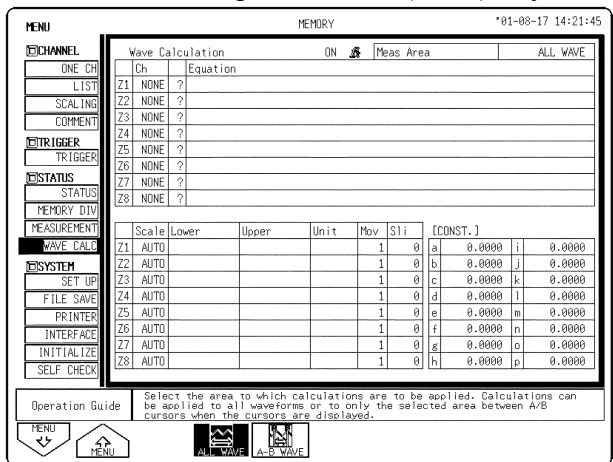 MENU MEMORY '01-08-17 14:21:45
CHANNEL
ONE CH
LIST
SCALING
COMMENT
TRIGGER
TRIGGER
STATUS
STATUS
MEMORY DIV
MEASUREMENT
WAVE CALC
SYSTEM
SET UP
FILE SAVE
PRINTER
INTERFACE
INITIALIZE
SELF CHECK
Wave Calculation ON Meas Area ALL WAVE
Ch Equation
Z1 NONE ?
Z2 NONE ?
Z3 NONE ?
Z4 NONE ?
Z5 NONE ?
Z6 NONE ?
Z7 NONE ?
Z8 NONE ?
Scale Lower Upper Unit Mov Sli [CONST.]
Z1 AUTO 1 0 a 0.0000 i 0.0000
Z2 AUTO 1 0 b 0.0000 j 0.0000
Z3 AUTO 1 0 c 0.0000 k 0.0000
Z4 AUTO 1 0 d 0.0000 l 0.0000
Z5 AUTO 1 0 e 0.0000 m 0.0000
Z6 AUTO 1 0 f 0.0000 n 0.0000
Z7 AUTO 1 0 g 0.0000 o 0.0000
Z8 AUTO 1 0 h 0.0000 p 0.0000
Operation Guide
Select the area to which calculations are to be applied. Calculations can
be applied to all waveforms or to only the selected area between A/B
cursors when the cursors are displayed.
MENU
MENU
ALL WAVE
A-B WAVE